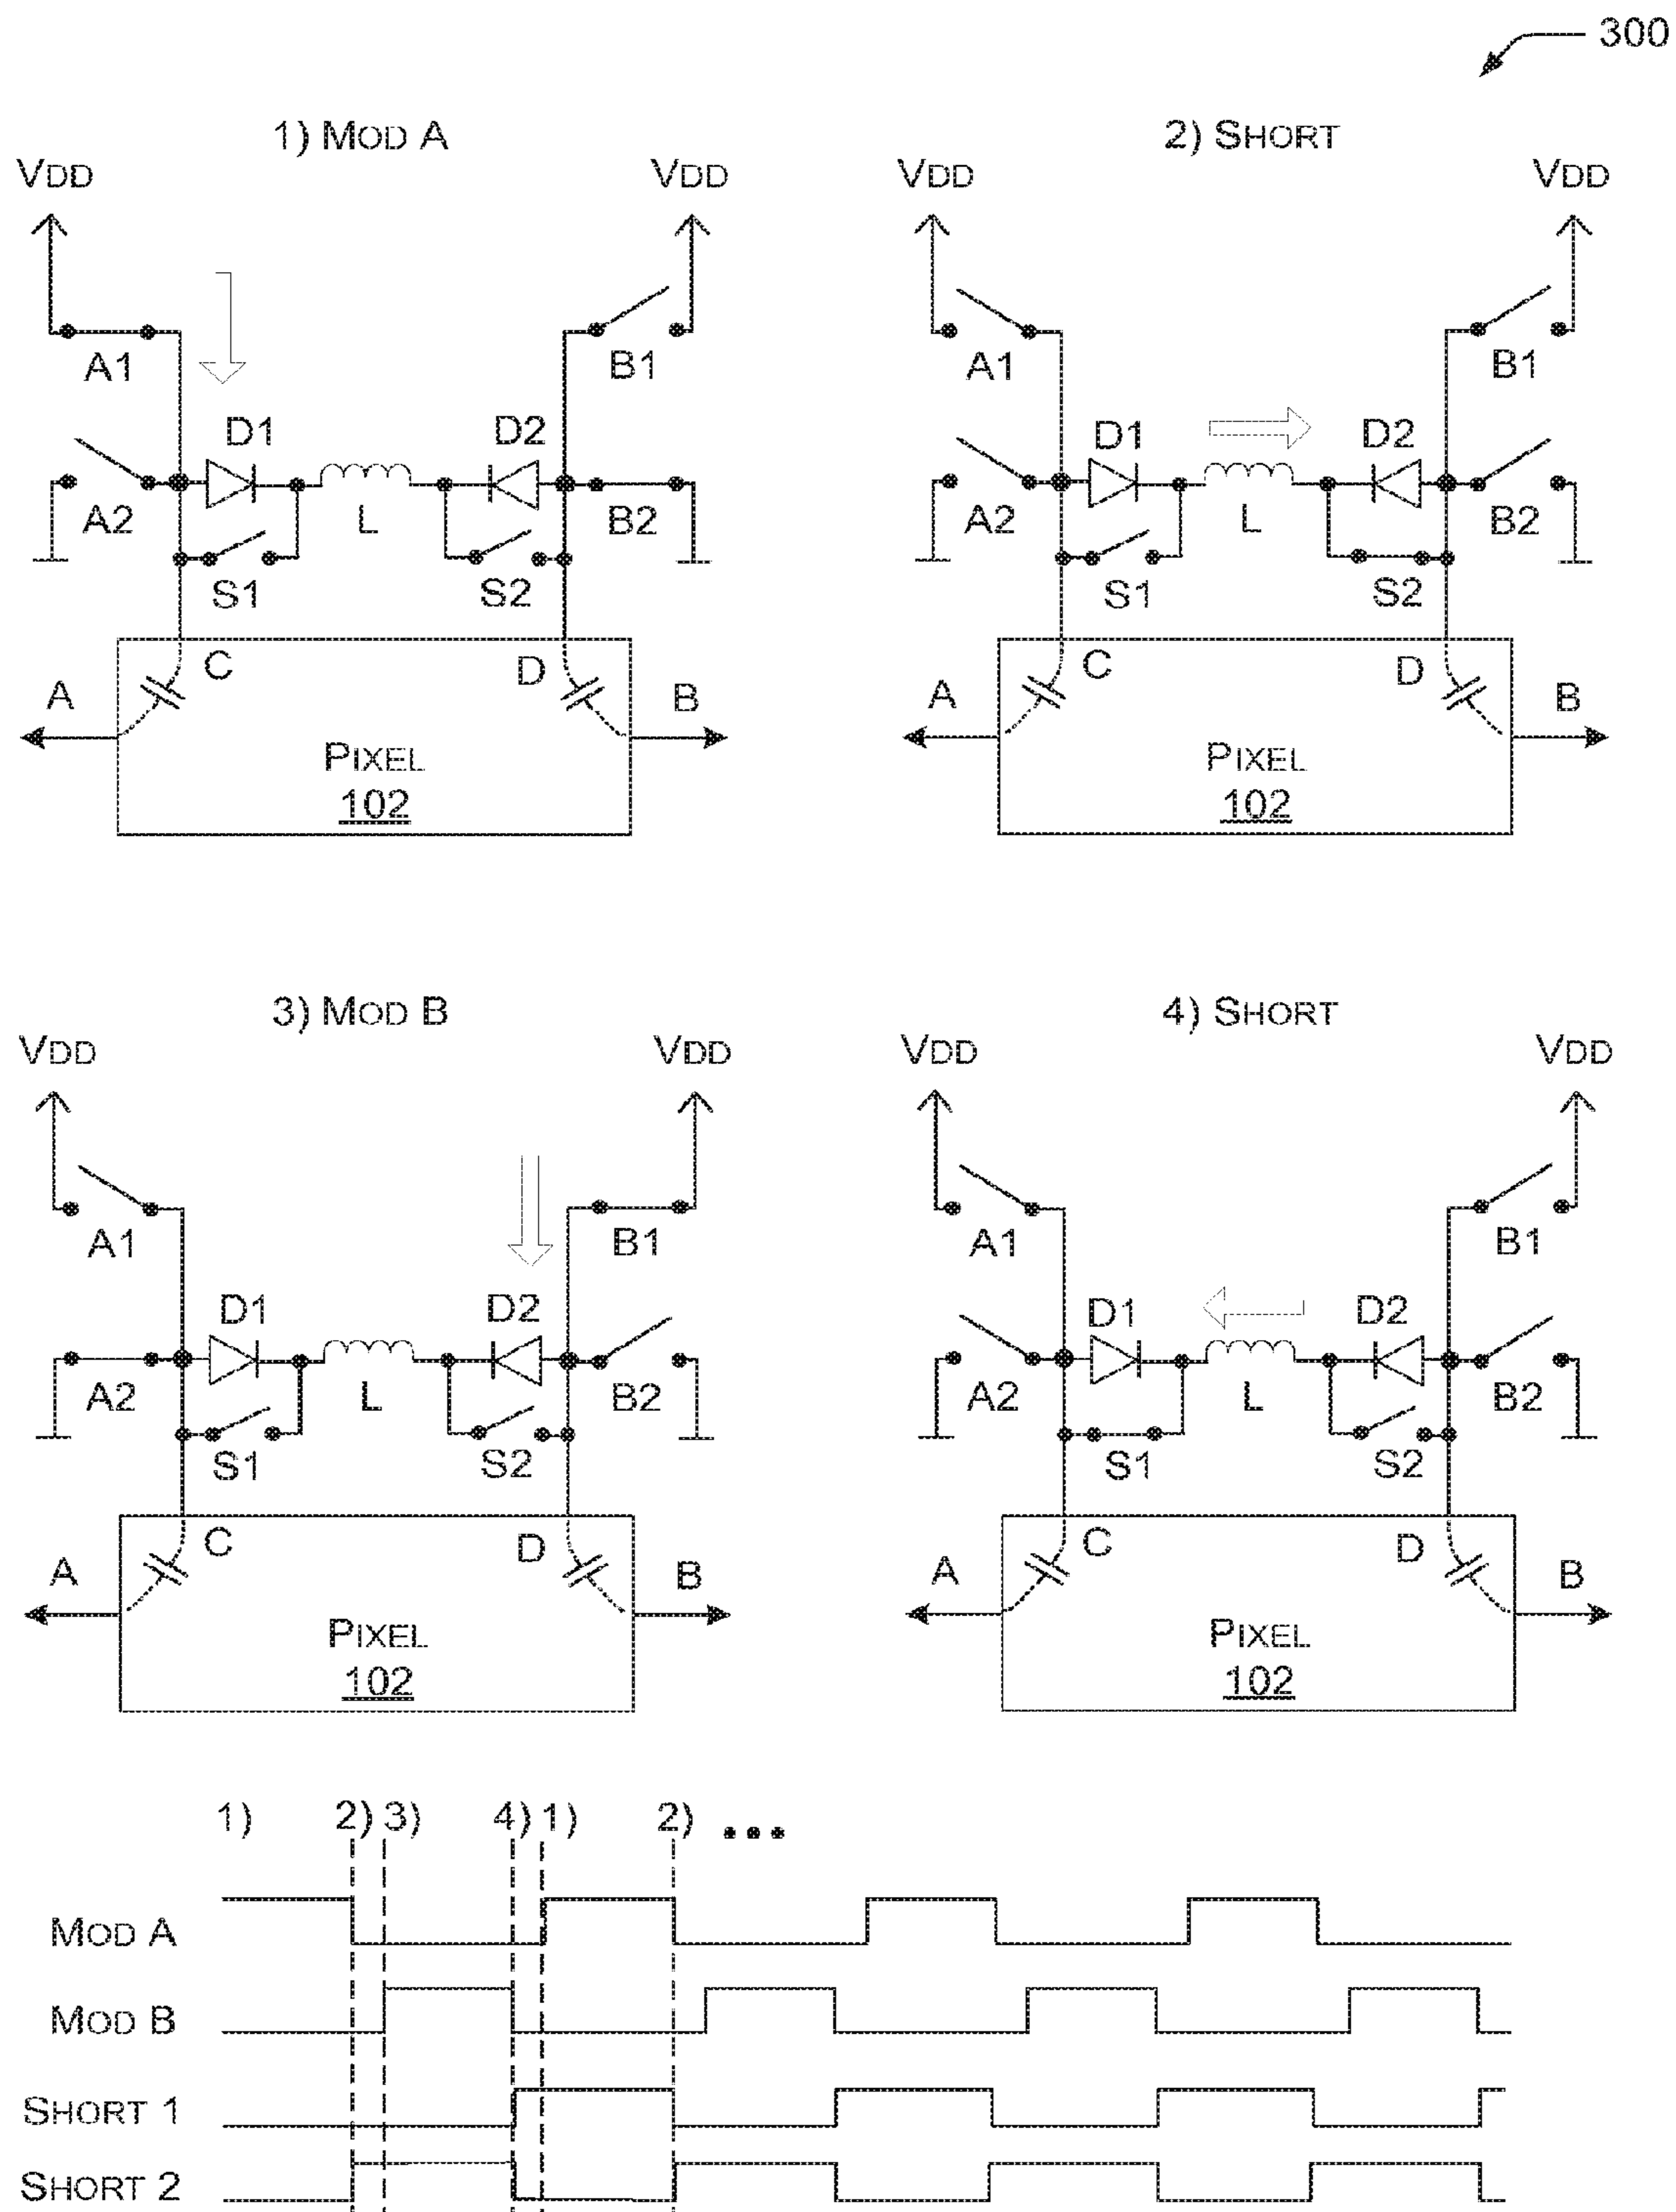 300
1) MOD A
VDD
VDD
A1
B1
D1
D2
A2
L
B2
S1
S2
C
D
A
B
PIXEL
102
2) SHORT
VDD
VDD
A1
B1
D1
D2
A2
L
B2
S1
S2
C
D
A
B
PIXEL
102
3) MOD B
VDD
VDD
A1
B1
D1
D2
A2
L
B2
S1
S2
C
D
A
B
PIXEL
102
4) SHORT
VDD
VDD
A1
B1
D1
D2
A2
L
B2
S1
S2
C
D
A
B
PIXEL
102
1) 2) 3) 4) 1) 2) •••
MOD A
MOD B
SHORT 1
SHORT 2